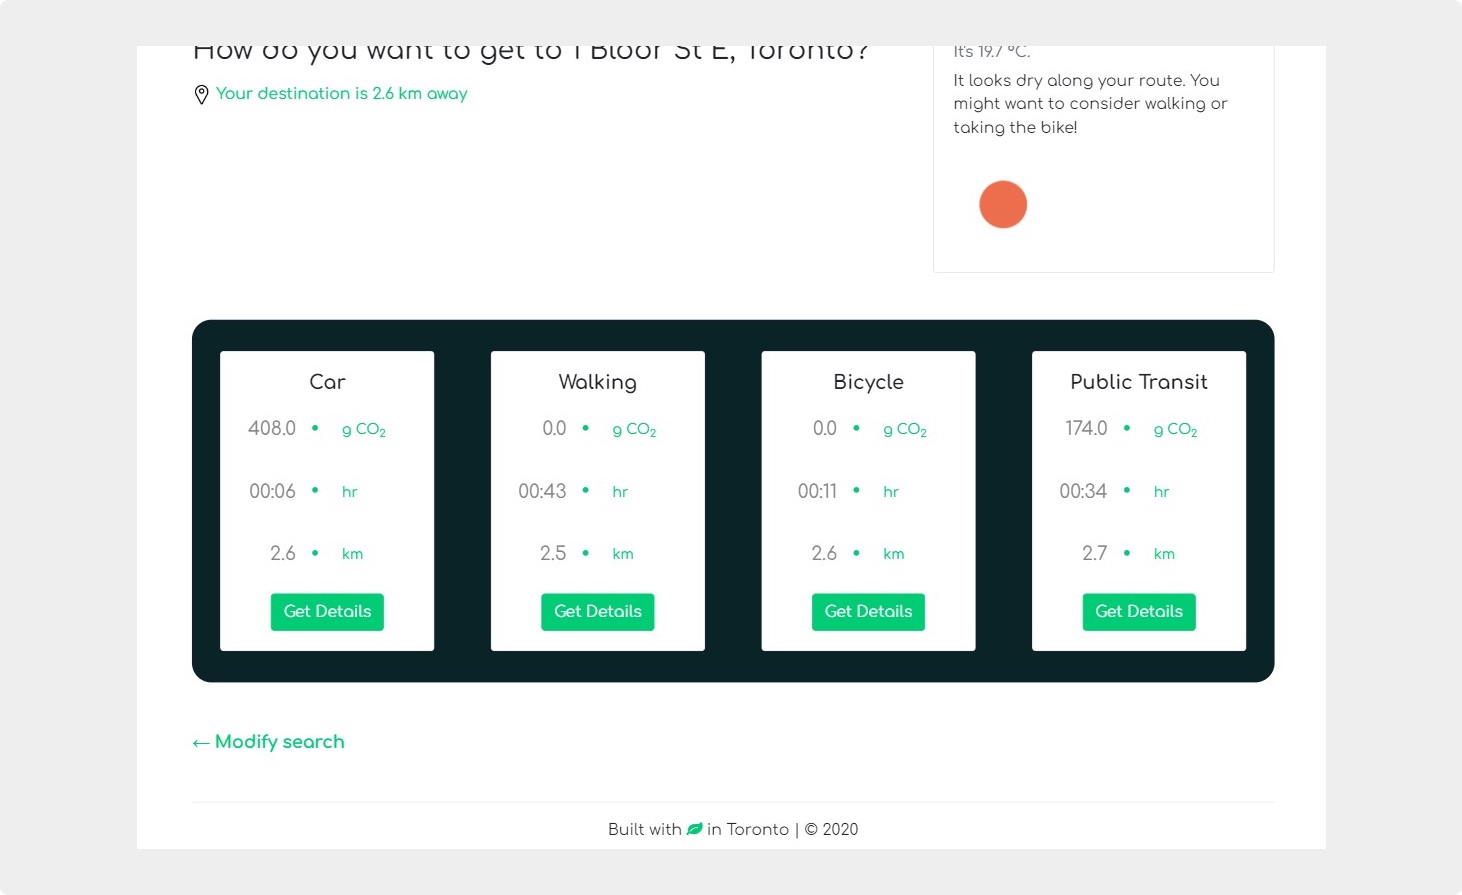 How do you want to get to 1 Bloor St E, Toronto?
Your destination is 2.6 km away
It's 19.7 °C.
It looks dry along your route. You
might want to consider walking or
taking the bike!
Car
408.0 • g CO₂
00:06 • hr
2.6 • km
Get Details
Walking
0.0 • g CO₂
00:43 • hr
2.5 • km
Get Details
Bicycle
0.0 • g CO₂
00:11 • hr
2.6 • km
Get Details
Public Transit
174.0 • g CO₂
00:34 • hr
2.7 • km
Get Details
← Modify search
Built with in Toronto | © 2020